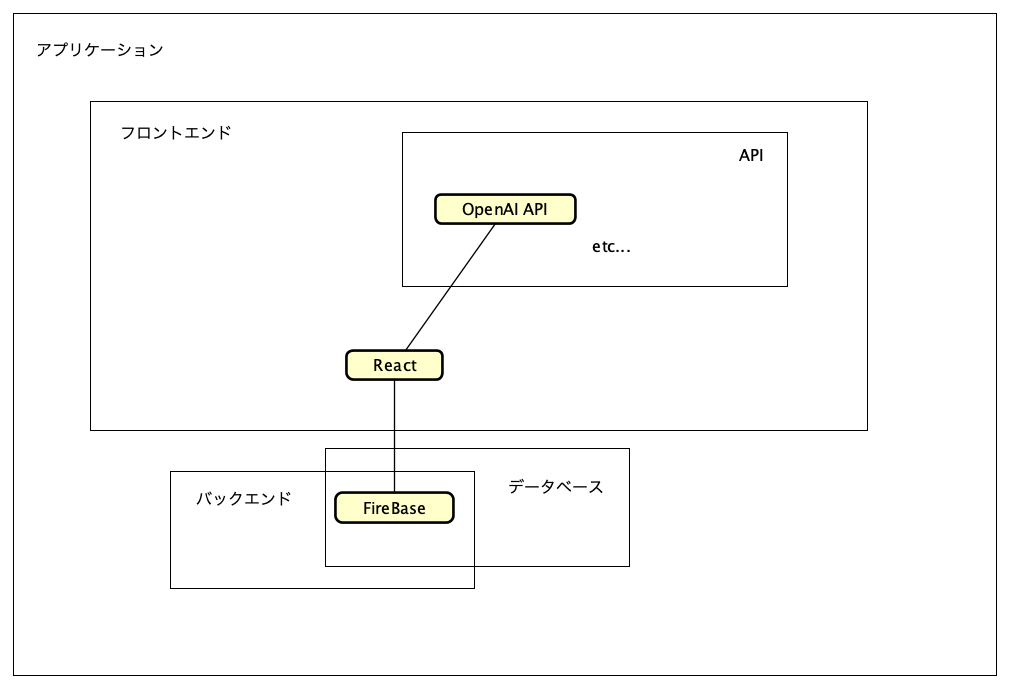 アプリケーション
フロントエンド
API
OpenAI API
etc...
React
データベース
バックエンド
FireBase